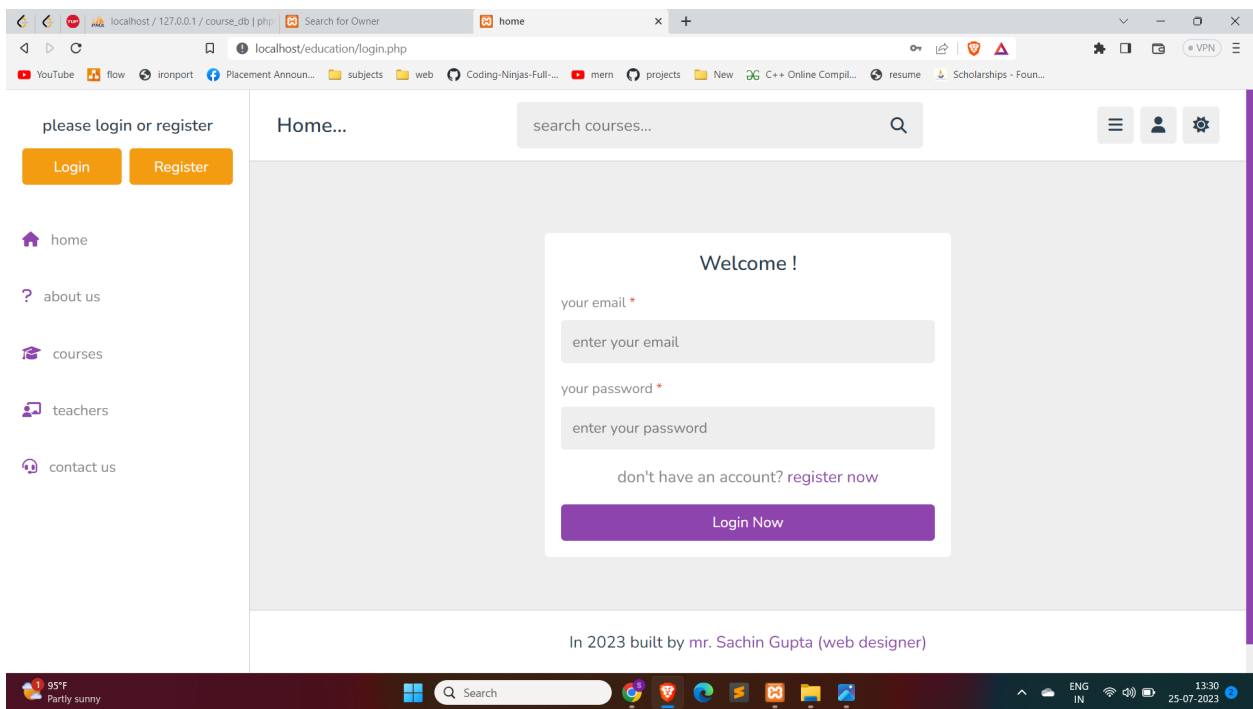 localhost / 127.0.0.1 / course_db | php
Search for Owner
home
localhost/education/login.php
VPN
YouTube
flow
ironport
Placement Announ...
subjects
web
Coding-Ninjas-Full-...
mern
projects
New
C++ Online Compil...
resume
Scholarships - Foun...
please login or register
Login
Register
home
? about us
courses
teachers
contact us
Home...
search courses...
Welcome !
your email *
enter your email
your password *
enter your password
don't have an account? register now
Login Now
In 2023 built by mr. Sachin Gupta (web designer)
1
95°F
Partly sunny
Search
S
ENG
IN
13:30
25-07-2023
2